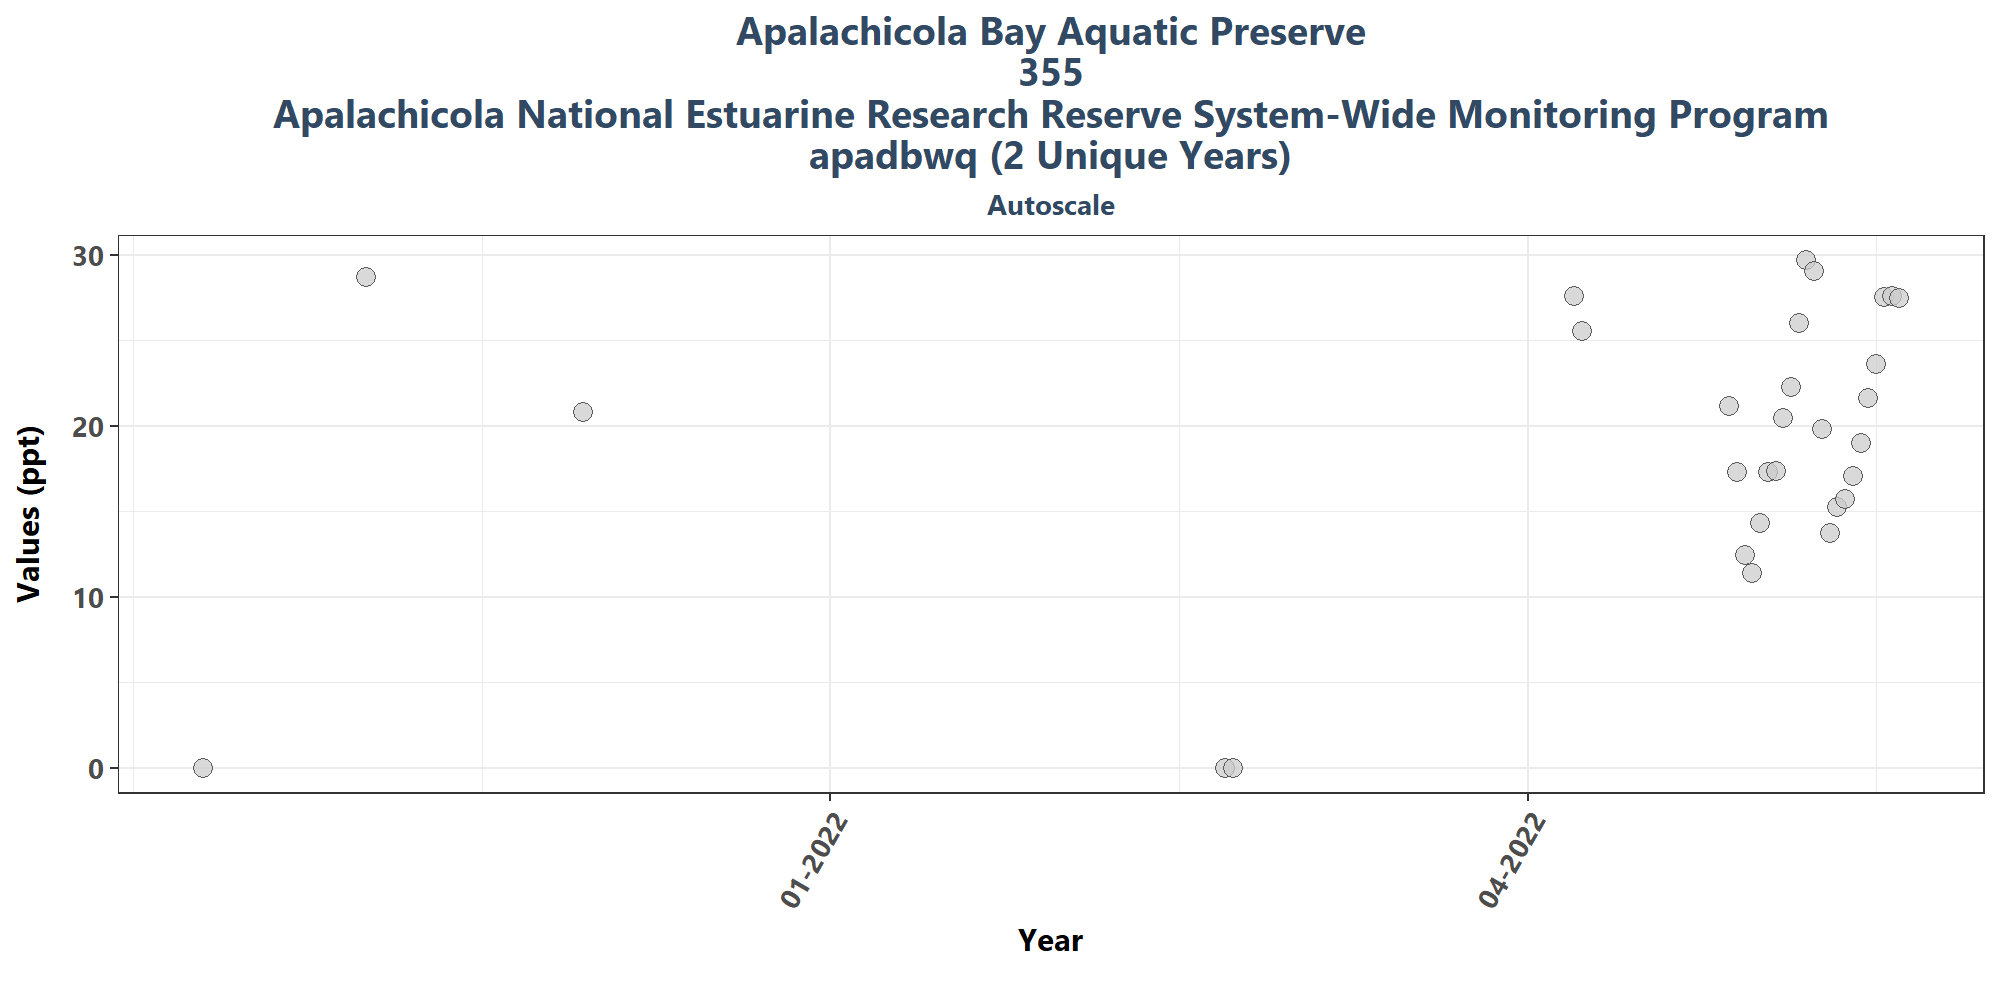 Apalachicola Bay Aquatic Preserve
355
Apalachicola National Estuarine Research Reserve System-Wide Monitoring Program
apadbwq (2 Unique Years)
Autoscale
30
20
10
0
Values (ppt)
01-2022
04-2022
Year